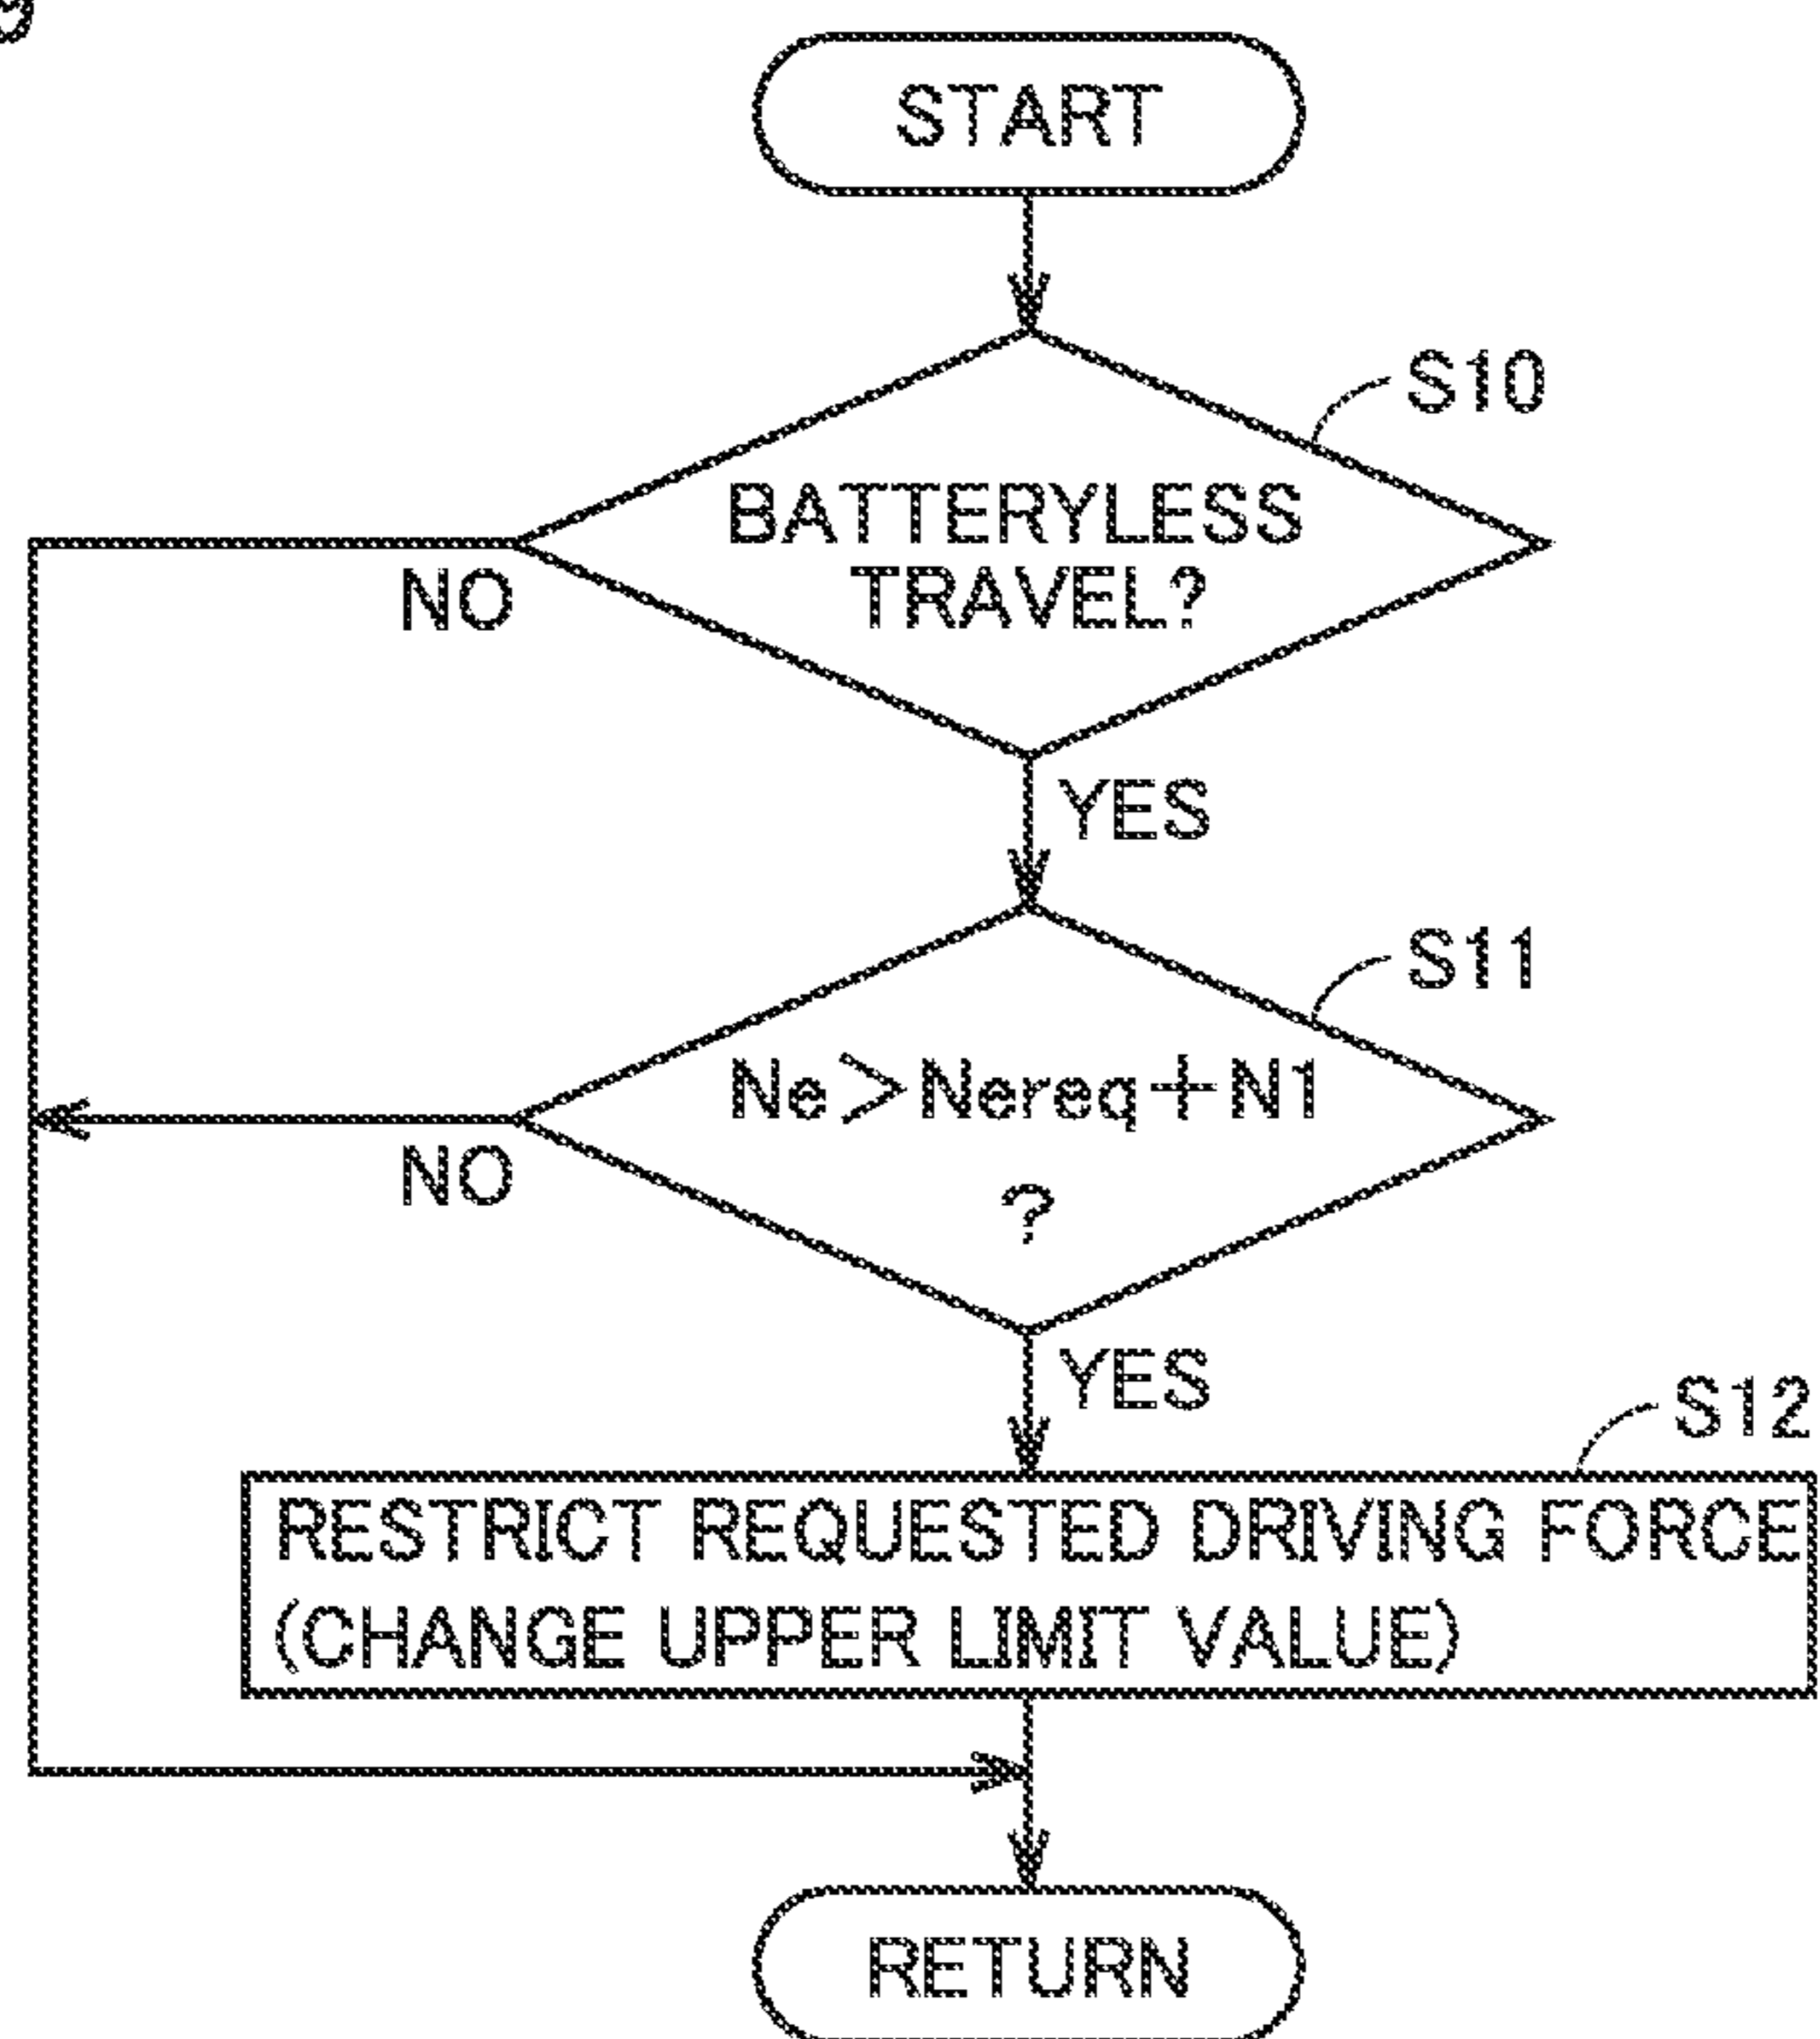 START
S10
BATTERYLESS
TRAVEL?
NO
YES
S11
Ne>Nereq+N1
?
NO
YES
S12
RESTRICT REQUESTED DRIVING FORCE
(CHANGE UPPER LIMIT VALUE)
RETURN